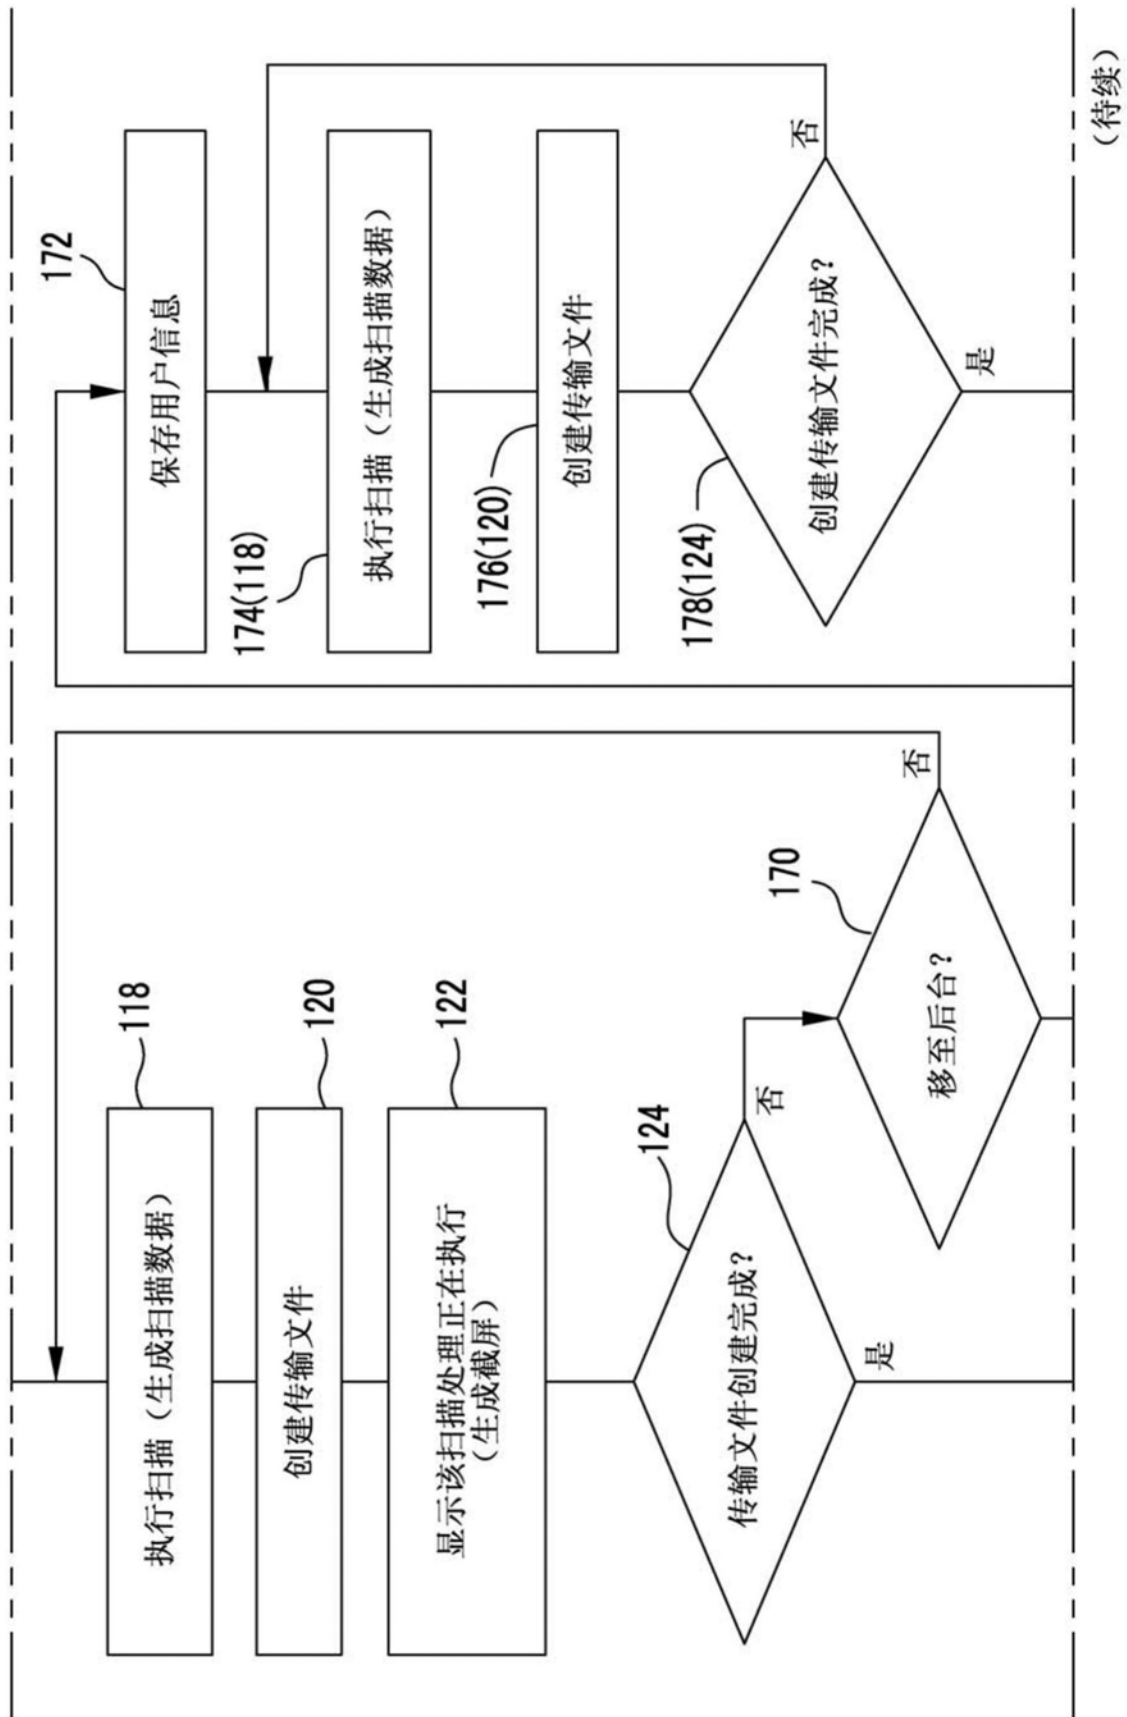 118
执行扫描（生成扫描数据）
120
创建传输文件
122
显示该扫描处理正在执行
（生成截屏）
124
传输文件创建完成？
否
是
170
移至后台？
否
172
保存用户信息
174(118)
执行扫描（生成扫描数据）
176(120)
创建传输文件
178(124)
创建传输文件完成？
否
是
（待续）